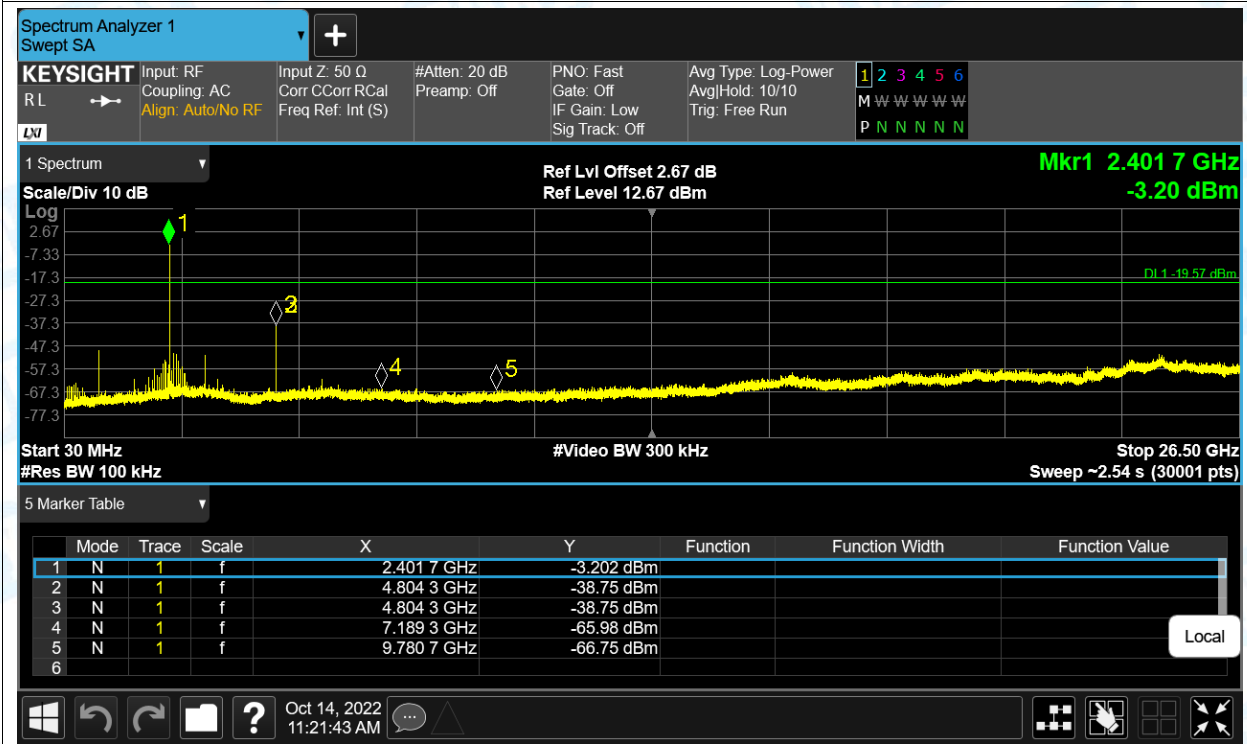 Spectrum Analyzer 1
Swept SA
KEYSIGHT
R L
LXI
Input: RF
Coupling: AC
Align: Auto/No RF
Input Z: 50 Ω
Corr CCorr RCal
Freq Ref: Int (S)
#Atten: 20 dB
Preamp: Off
PNO: Fast
Gate: Off
IF Gain: Low
Sig Track: Off
Avg Type: Log-Power
Avg|Hold: 10/10
Trig: Free Run
1 2 3 4 5 6
M W W W W W
P N N N N N
1 Spectrum
Scale/Div 10 dB
Ref Lvl Offset 2.67 dB
Ref Level 12.67 dBm
Mkr1 2.401 7 GHz
-3.20 dBm
Log
2.67
-7.33
-17.3
-27.3
-37.3
-47.3
-57.3
-67.3
-77.3
1
3
4
5
DL1 -19.57 dBm
Start 30 MHz
#Video BW 300 kHz
Stop 26.50 GHz
#Res BW 100 kHz
Sweep ~2.54 s (30001 pts)
5 Marker Table
Mode Trace Scale X Y Function Function Width Function Value
1 N 1 f 2.401 7 GHz -3.202 dBm
2 N 1 f 4.804 3 GHz -38.75 dBm
3 N 1 f 4.804 3 GHz -38.75 dBm
4 N 1 f 7.189 3 GHz -65.98 dBm
5 N 1 f 9.780 7 GHz -66.75 dBm
6
Local
?
Oct 14, 2022
11:21:43 AM